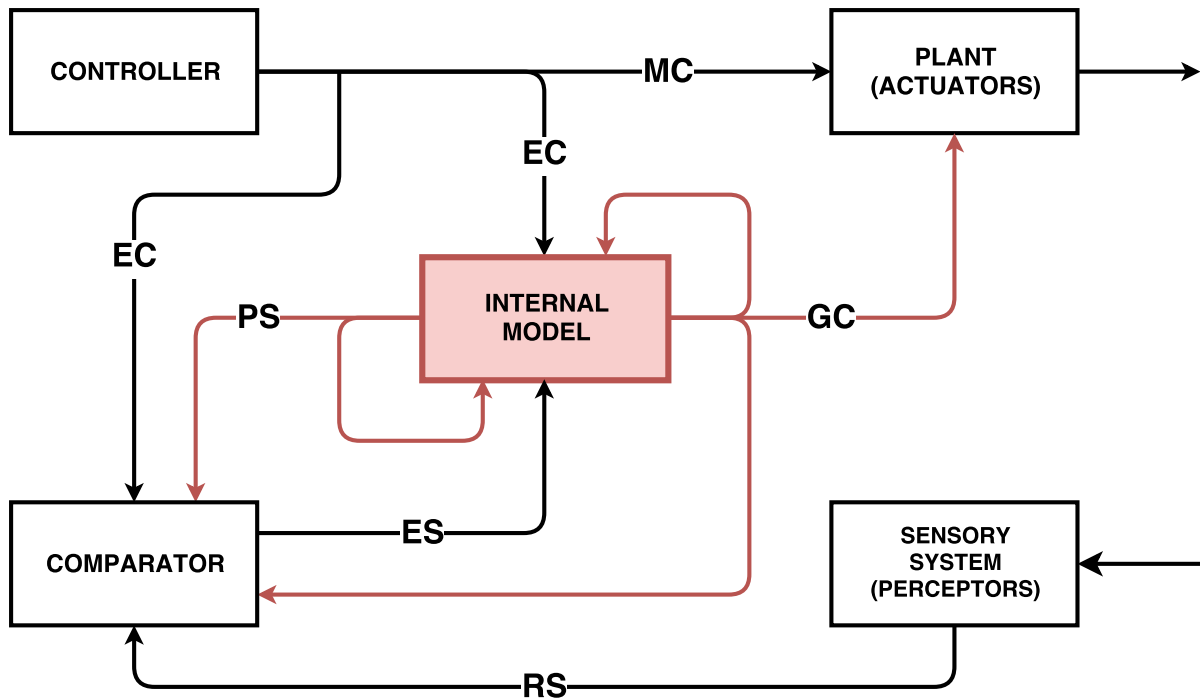 CONTROLLER
MC
PLANT
(ACTUATORS)
EC
EC
PS
INTERNAL
MODEL
GC
COMPARATOR
ES
SENSORY
SYSTEM
(PERCEPTORS)
RS